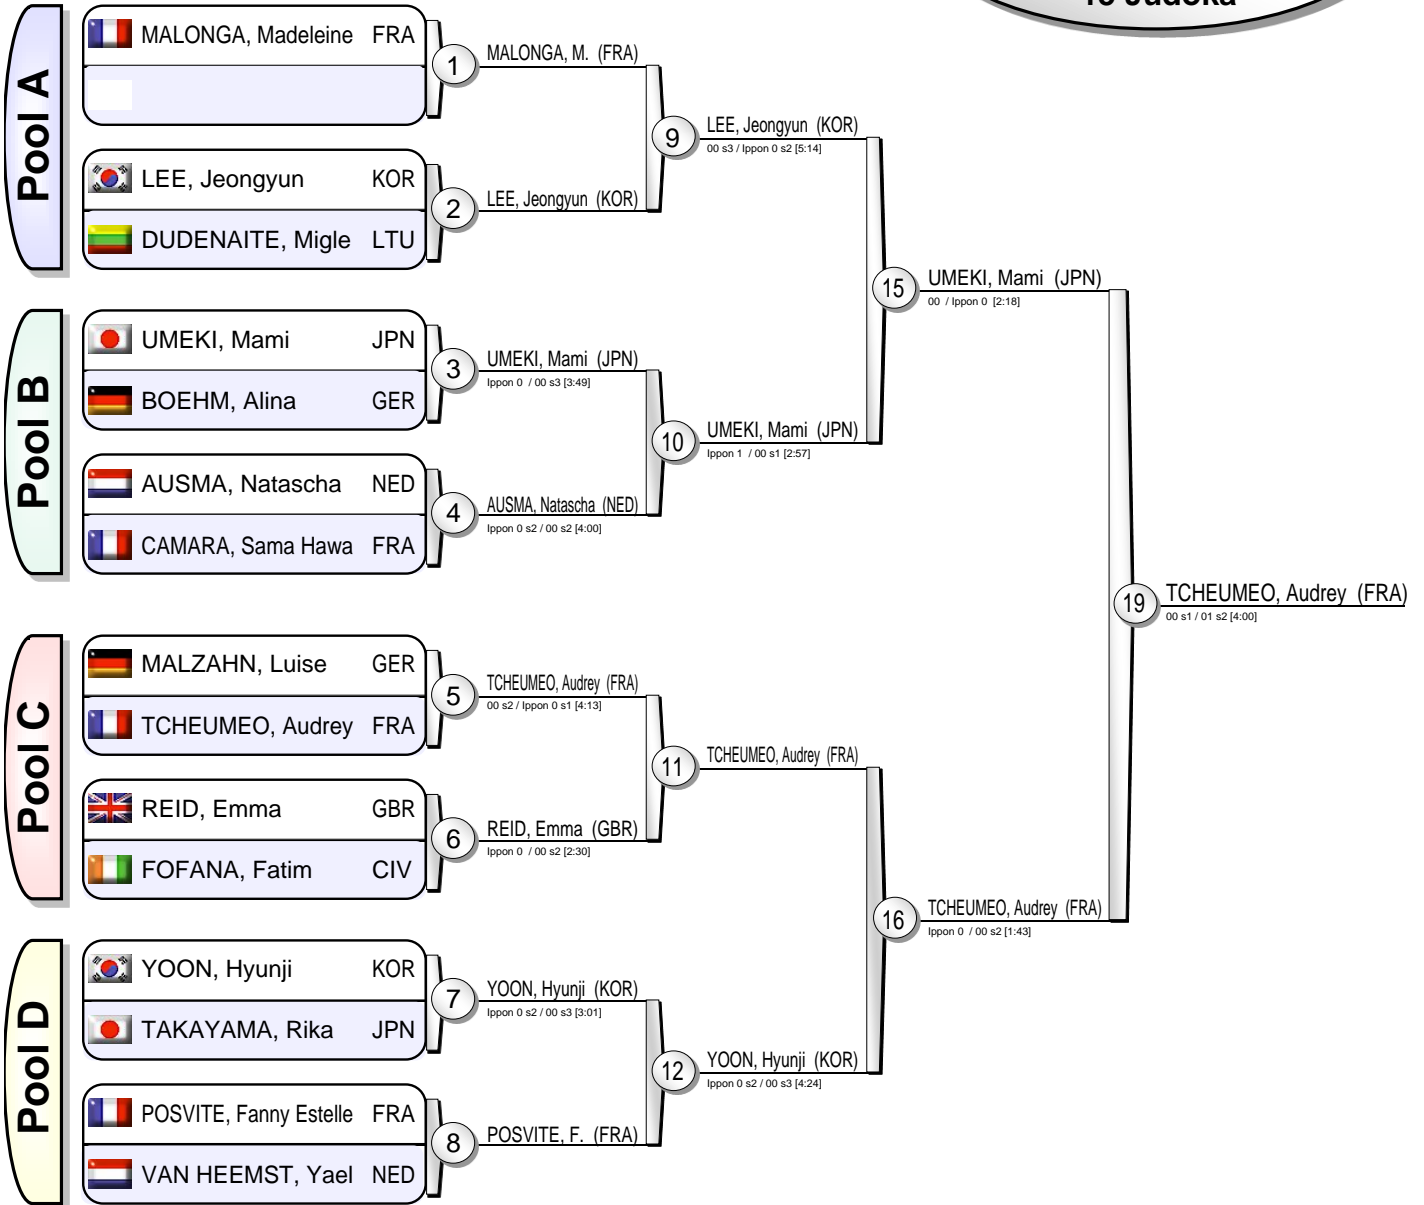 15 Judoka
Pool A
MALONGA, Madeleine FRA
LEE, Jeongyun KOR
DUDENAITE, Migle LTU
Pool B
UMEKI, Mami JPN
BOEHM, Alina GER
AUSMA, Natascha NED
CAMARA, Sama Hawa FRA
Pool C
MALZAHN, Luise GER
TCHEUMEO, Audrey FRA
REID, Emma GBR
FOFANA, Fatim CIV
Pool D
YOON, Hyunji KOR
TAKAYAMA, Rika JPN
POSVITE, Fanny Estelle FRA
VAN HEEMST, Yael NED
1 MALONGA, M. (FRA)
2 LEE, Jeongyun (KOR)
3 UMEKI, Mami (JPN)
Ippon 0 / 00 s3 [3:49]
4 AUSMA, Natascha (NED)
Ippon 0 s2 / 00 s2 [4:00]
5 TCHEUMEO, Audrey (FRA)
00 s2 / Ippon 0 s1 [4:13]
6 REID, Emma (GBR)
Ippon 0 / 00 s2 [2:30]
7 YOON, Hyunji (KOR)
Ippon 0 s2 / 00 s3 [3:01]
8 POSVITE, F. (FRA)
9 LEE, Jeongyun (KOR)
00 s3 / Ippon 0 s2 [5:14]
10 UMEKI, Mami (JPN)
Ippon 1 / 00 s1 [2:57]
11 TCHEUMEO, Audrey (FRA)
12 YOON, Hyunji (KOR)
Ippon 0 s2 / 00 s3 [4:24]
15 UMEKI, Mami (JPN)
00 / Ippon 0 [2:18]
16 TCHEUMEO, Audrey (FRA)
Ippon 0 / 00 s2 [1:43]
19 TCHEUMEO, Audrey (FRA)
00 s1 / 01 s2 [4:00]